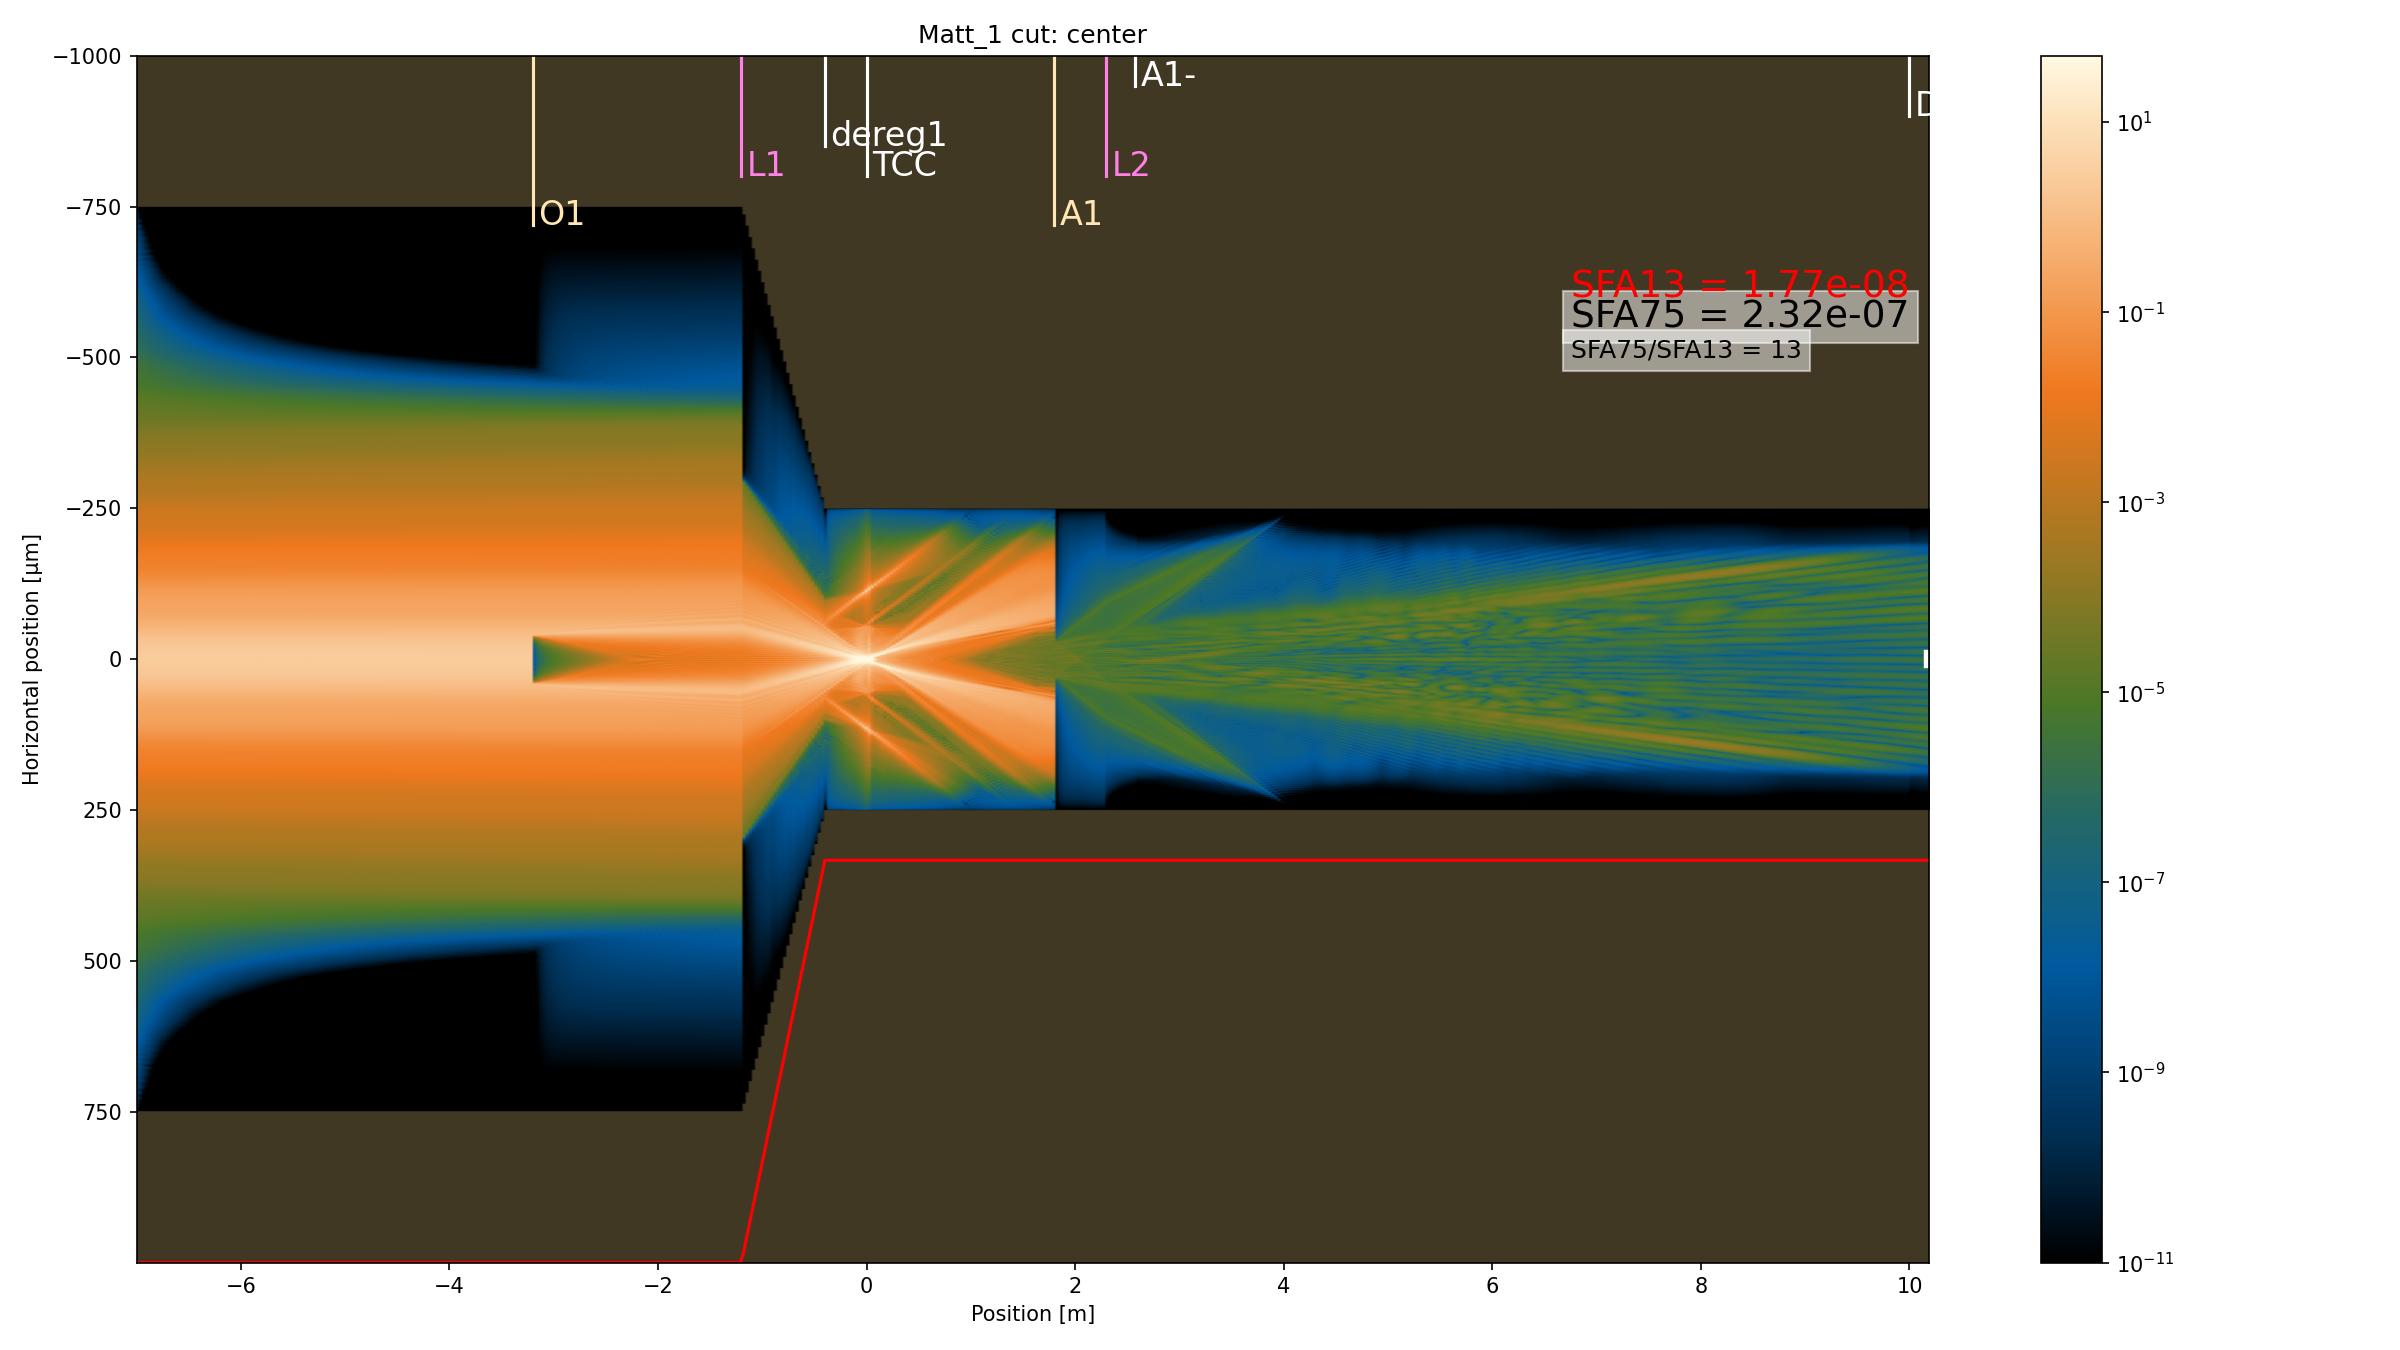 Matt_1 cut: center
−1000
−750
−500
−250
0
250
500
750
Horizontal position [μm]
O1
L1
dereg1
TCC
A1
L2
A1-
D
SFA13 = 1.77e-08
SFA75 = 2.32e-07
SFA75/SFA13 = 13
−6
−4
−2
0
2
4
6
8
10
Position [m]
10¹
10⁻¹
10⁻³
10⁻⁵
10⁻⁷
10⁻⁹
10⁻¹¹